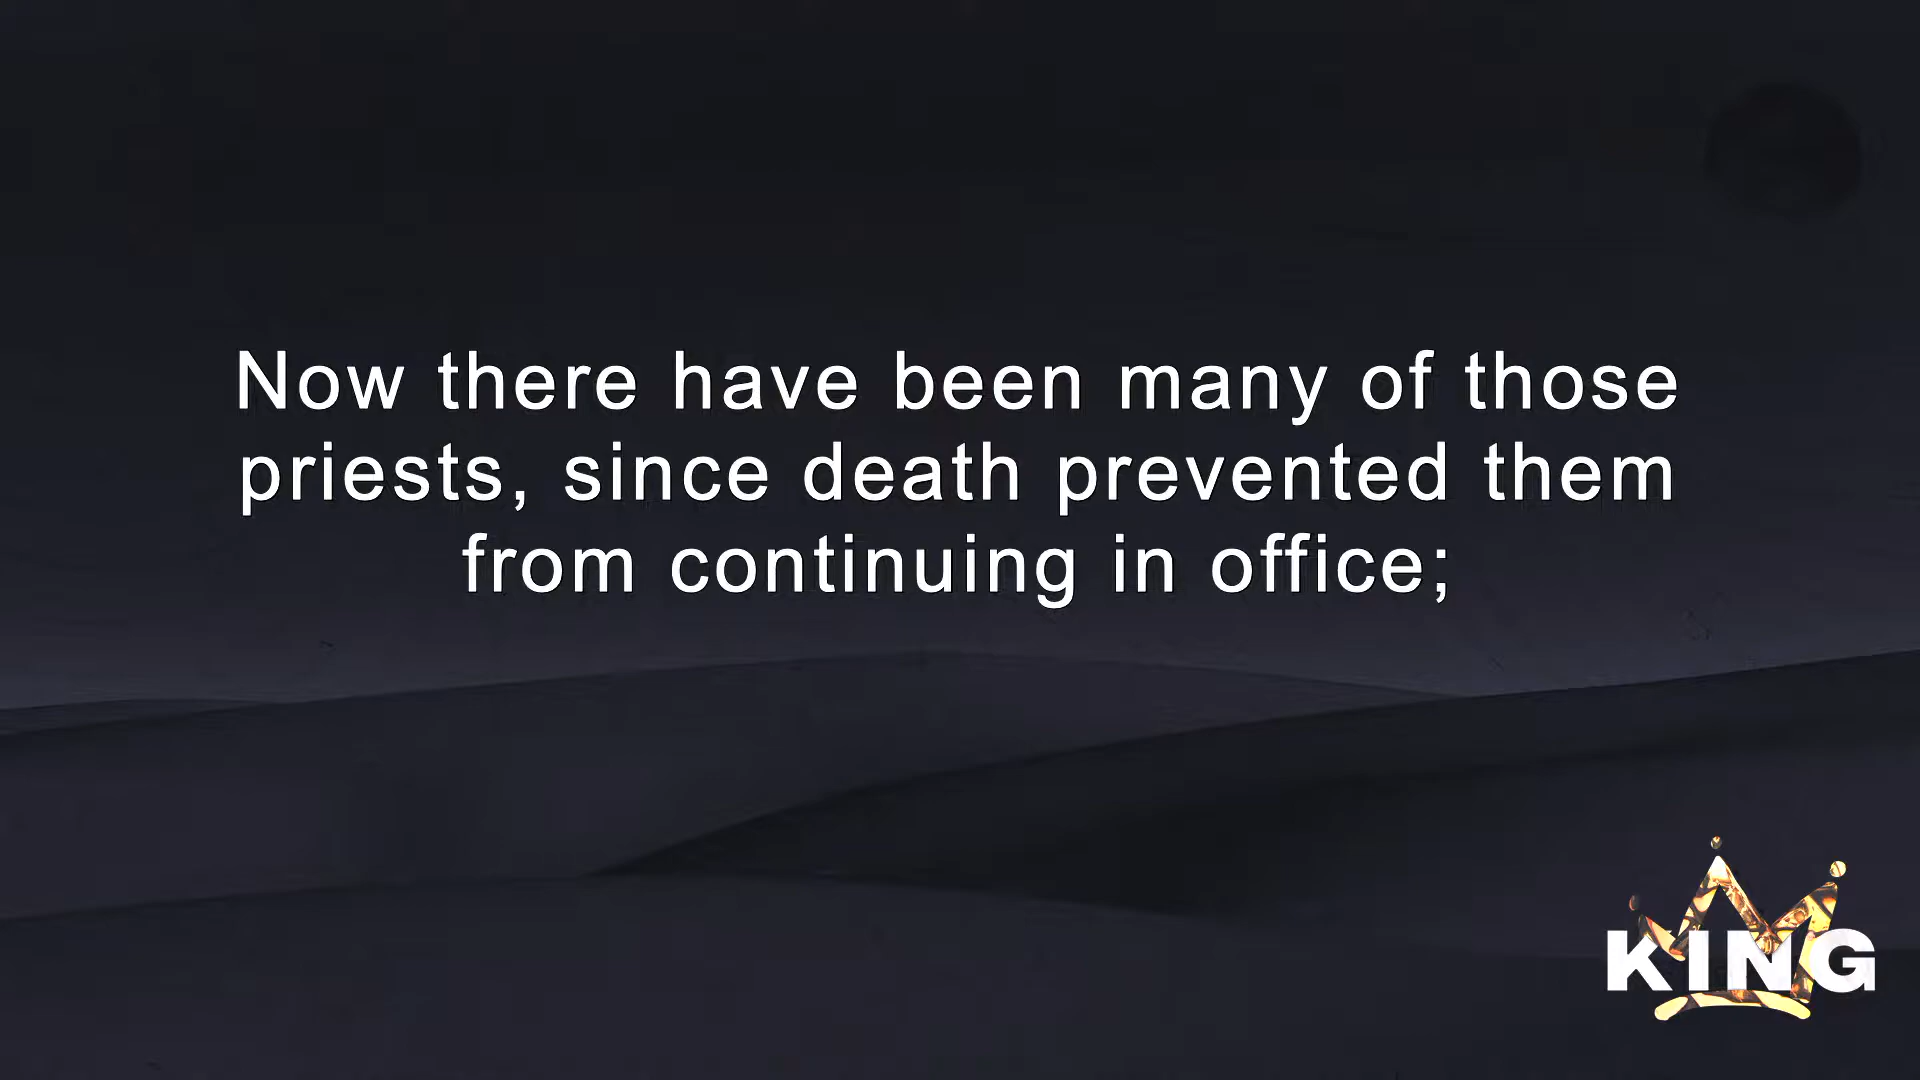 Now there have been many of those
priests, since death prevented them
from continuing in office;
KING